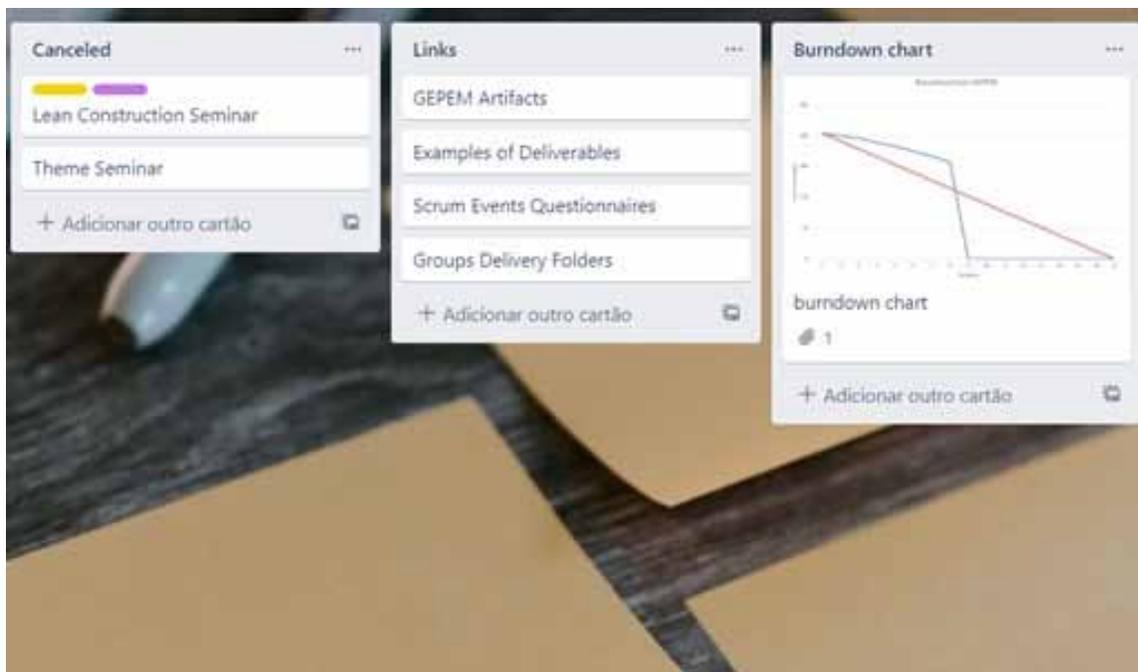 Canceled
Lean Construction Seminar
Theme Seminar
+ Adicionar outro cartão
Links
GEPEM Artifacts
Examples of Deliverables
Scrum Events Questionnaires
Groups Delivery Folders
+ Adicionar outro cartão
Burndown chart
burndown chart
1
+ Adicionar outro cartão